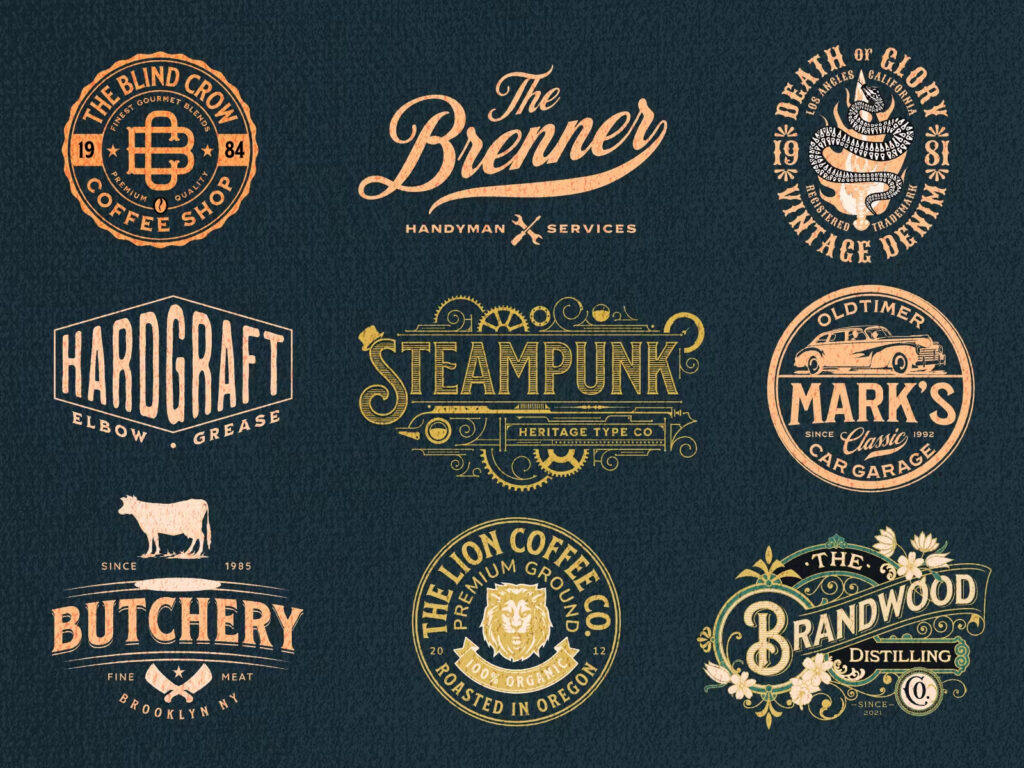 THE BLIND CROW
FINEST GOURMET BLENDS
19 CB 84
PREMIUM QUALITY
COFFEE SHOP
The
Brenner
HANDYMAN SERVICES
DEATH or GLORY
LOS ANGLES CALIFORNIA
19 81
REGISTERED TRADEMARK
VINTAGE DENIM
HARDGRAFT
ELBOW • GREASE
STEAMPUNK
HERITAGE TYPE CO
OLDTIMER
MARK'S
SINCE Classic 1992
CAR GARAGE
SINCE 1985
BUTCHERY
FINE MEAT
BROOKLYN NY
THE LION COFFEE CO.
PREMIUM GROUND
20 12
100% ORGANIC
ROASTED IN OREGON
·THE·
BRANDWOOD
DISTILLING
CO.
-SINCE-
2021